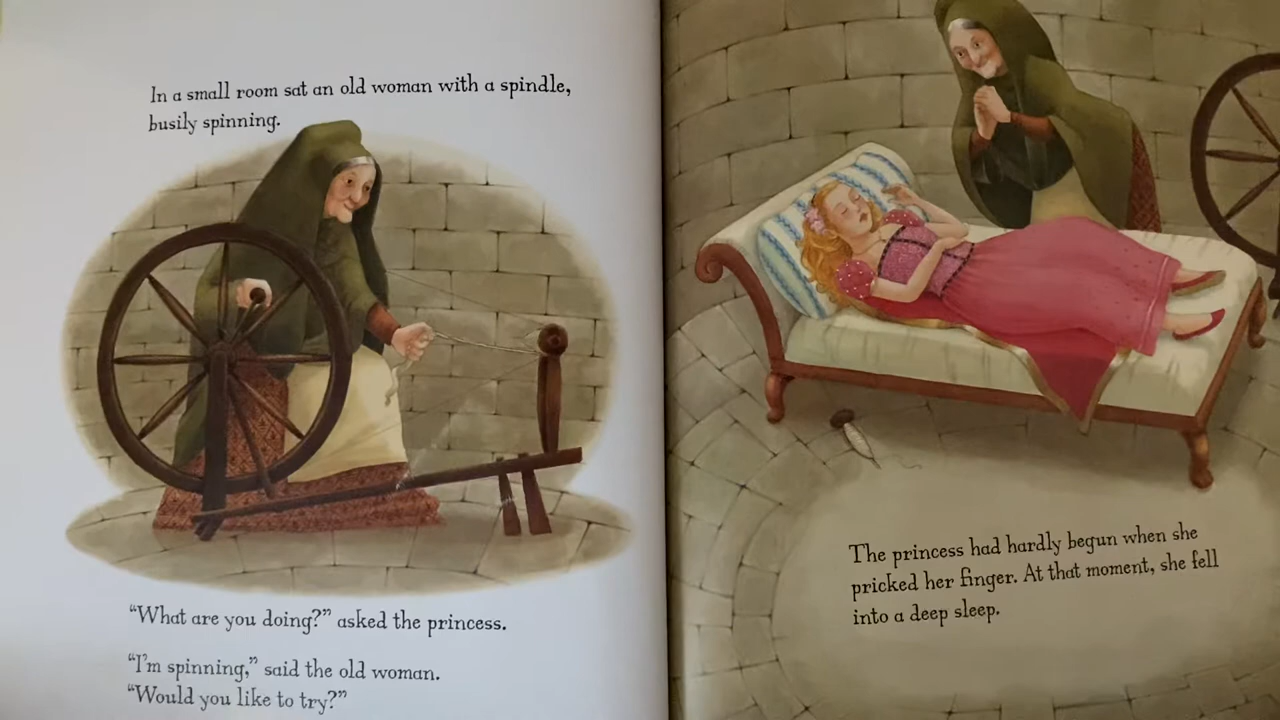 In a small room sat an old woman with a spindle,
busily spinning.
“What are you doing?” asked the princess.
“I’m spinning,” said the old woman.
“Would you like to try?”
The princess had hardly begun when she
pricked her finger. At that moment, she fell
into a deep sleep.